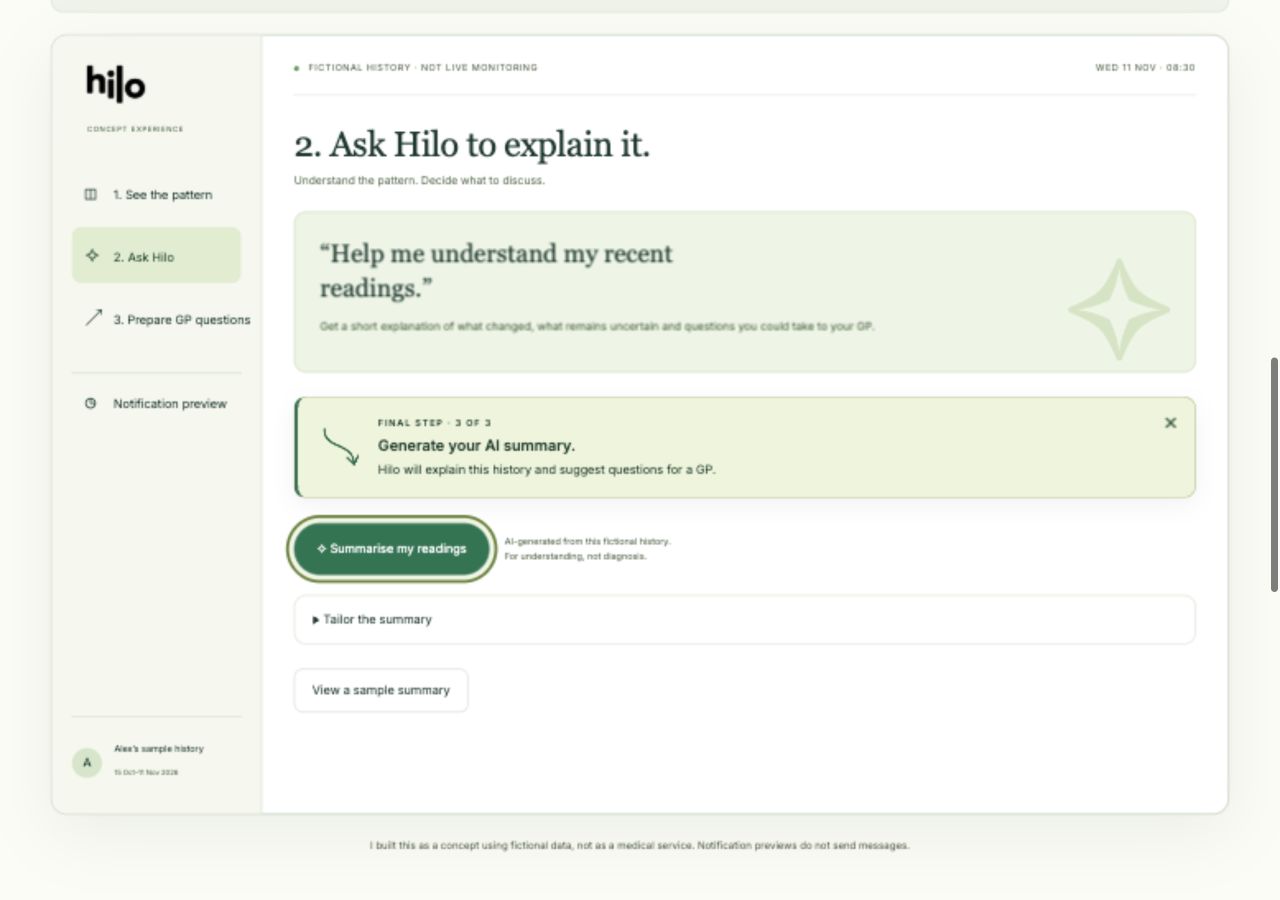 hilo
CONCEPT EXPERIENCE
1. See the pattern
2. Ask Hilo
3. Prepare GP questions
Notification preview
A
Alex's sample history
15 Oct–11 Nov 2026
FICTIONAL HISTORY · NOT LIVE MONITORING
WED 11 NOV · 08:30
2. Ask Hilo to explain it.
Understand the pattern. Decide what to discuss.
“Help me understand my recent
readings.”
Get a short explanation of what changed, what remains uncertain and questions you could take to your GP.
FINAL STEP · 3 OF 3
Generate your AI summary.
Hilo will explain this history and suggest questions for a GP.
Summarise my readings
AI-generated from this fictional history.
For understanding, not diagnosis.
Tailor the summary
View a sample summary
I built this as a concept using fictional data, not as a medical service. Notification previews do not send messages.